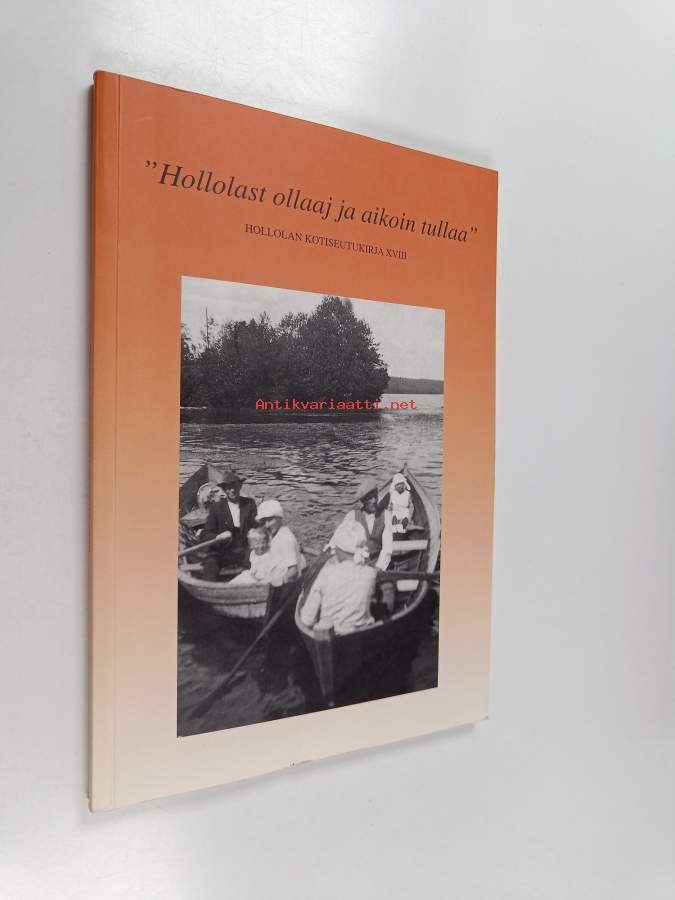 ”Hollolast ollaaj ja aikoin tullaa”
HOLLOLAN KOTISEUTUKIRJA XVIII
Antikvariaatti.net